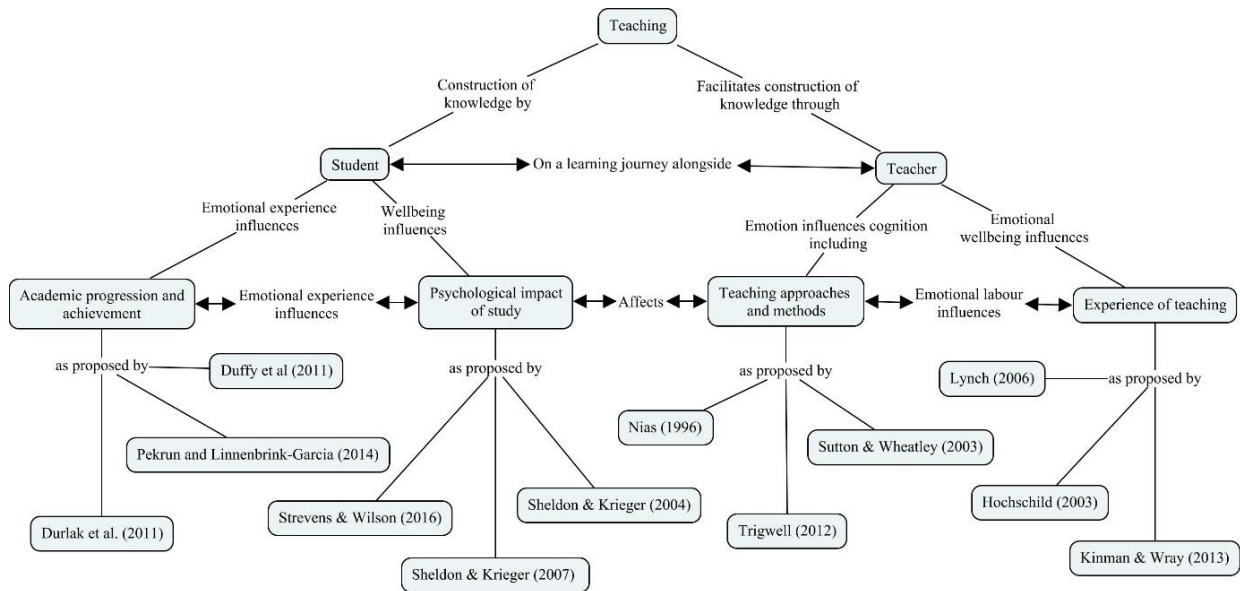 Teaching
Construction of
knowledge by
Facilitates construction of
knowledge through
Student
On a learning journey alongside
Teacher
Emotional experience
influences
Wellbeing
influences
Emotion influences cognition
including
Emotional
wellbeing influences
Academic progression and
achievement
Emotional experience
influences
Psychological impact
of study
Affects
Teaching approaches
and methods
Emotional labour
influences
Experience of teaching
as proposed by
Duffy et al (2011)
as proposed by
as proposed by
Lynch (2006)
as proposed by
Nias (1996)
Sutton & Wheatley (2003)
Pekrun and Linnenbrink-Garcia (2014)
Strevens & Wilson (2016)
Sheldon & Krieger (2004)
Hochschild (2003)
Durlak et al. (2011)
Trigwell (2012)
Kinman & Wray (2013)
Sheldon & Krieger (2007)